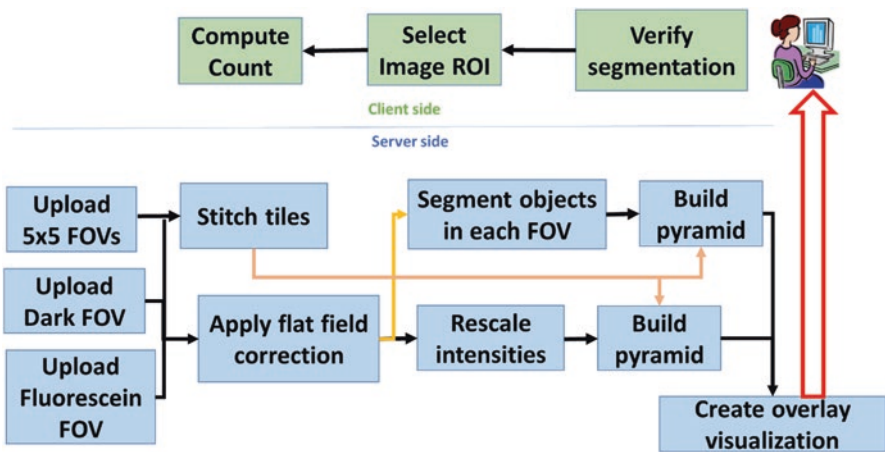 Compute
Count
Select
Image ROI
Verify
segmentation
Client side
Server side
Upload
5x5 FOVs
Stitch tiles
Segment objects
in each FOV
Build
pyramid
Upload
Dark FOV
Apply flat field
correction
Rescale
intensities
Build
pyramid
Upload
Fluorescein
FOV
Create overlay
visualization